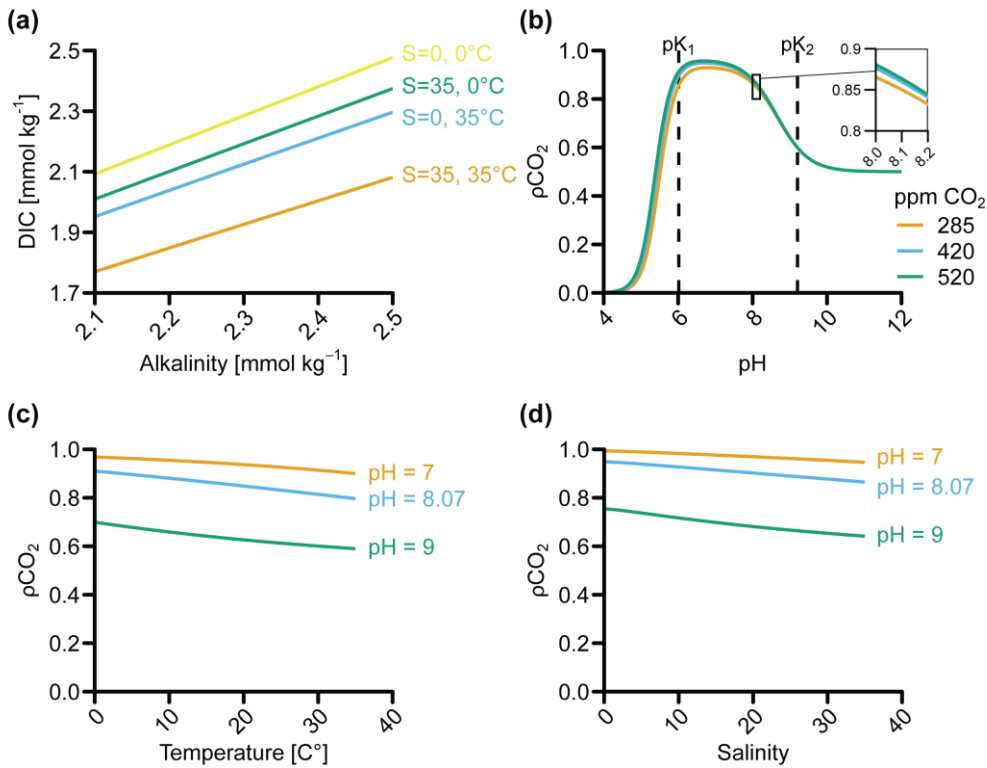 (a)
2.5
2.3
2.1
1.9
1.7
DIC [mmol kg⁻¹]
S=0, 0°C
S=35, 0°C
S=0, 35°C
S=35, 35°C
2.1
2.2
2.3
2.4
2.5
Alkalinity [mmol kg⁻¹]
(b)
1.0
0.8
0.6
0.4
0.2
0.0
ρCO₂
pK₁
pK₂
0.9
0.85
0.8
8.0
8.1
8.2
ppm CO₂
285
420
520
4
6
8
10
12
pH
(c)
1.0
0.8
0.6
0.4
0.2
0.0
ρCO₂
pH = 7
pH = 8.07
pH = 9
0
10
20
30
40
Temperature [C°]
(d)
1.0
0.8
0.6
0.4
0.2
0.0
ρCO₂
pH = 7
pH = 8.07
pH = 9
0
10
20
30
40
Salinity